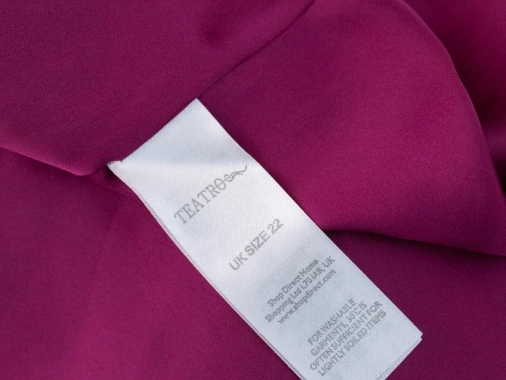 TEATRO
UK SIZE 22
Shop Direct Home
Shopping Ltd L70 1AB, UK
www.shopdirect.com
FOR WASHABLE
GARMENTS, 30°C IS
OFTEN SUFFICIENT FOR
LIGHTLY SOILED ITEMS